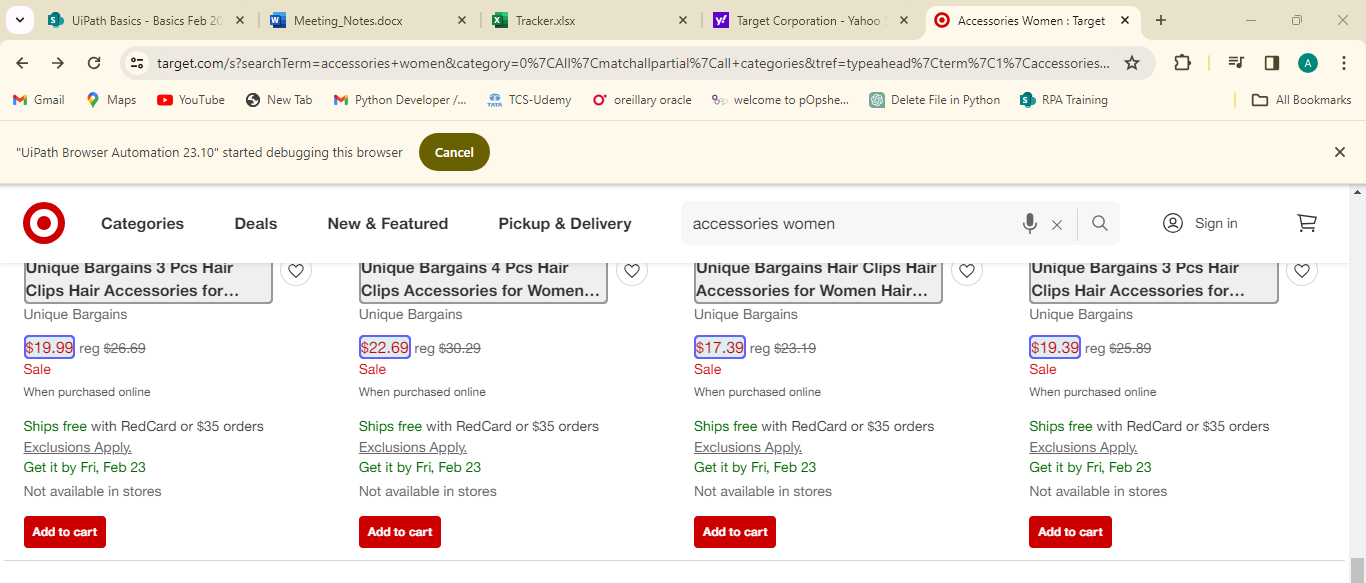 UiPath Basics - Basics Feb 20
Meeting_Notes.docx
Tracker.xlsx
Target Corporation - Yahoo S
Accessories Women : Target
target.com/s?searchTerm=accessories+women&category=0%7CAll%7Cmatchallpartial%7Call+categories&tref=typeahead%7Cterm%7C1%7Caccessories...
A
Gmail
Maps
YouTube
New Tab
Python Developer /...
TCS-Udemy
oreillary oracle
welcome to pOpshe...
Delete File in Python
RPA Training
All Bookmarks
"UiPath Browser Automation 23.10" started debugging this browser
Cancel
Categories
Deals
New & Featured
Pickup & Delivery
accessories women
Sign in
Unique Bargains 3 Pcs Hair
Clips Hair Accessories for...
Unique Bargains
$19.99 reg $26.69
Sale
When purchased online
Ships free with RedCard or $35 orders
Exclusions Apply.
Get it by Fri, Feb 23
Not available in stores
Add to cart
Unique Bargains 4 Pcs Hair
Clips Accessories for Women...
Unique Bargains
$22.69 reg $30.29
Sale
When purchased online
Ships free with RedCard or $35 orders
Exclusions Apply.
Get it by Fri, Feb 23
Not available in stores
Add to cart
Unique Bargains Hair Clips Hair
Accessories for Women Hair...
Unique Bargains
$17.39 reg $23.19
Sale
When purchased online
Ships free with RedCard or $35 orders
Exclusions Apply.
Get it by Fri, Feb 23
Not available in stores
Add to cart
Unique Bargains 3 Pcs Hair
Clips Hair Accessories for...
Unique Bargains
$19.39 reg $25.89
Sale
When purchased online
Ships free with RedCard or $35 orders
Exclusions Apply.
Get it by Fri, Feb 23
Not available in stores
Add to cart